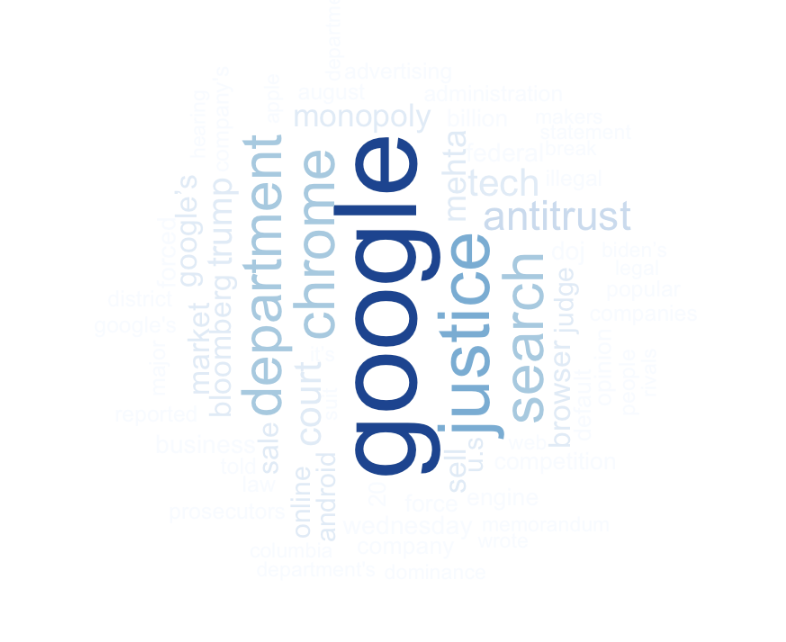 departm
advertising
august
administration
apple
company's
nearing
monopoly
billion
makers
statement
department
chrome
google
mehta
federal
break
tech
illegal
google's
trump
antitrust
forced
justice
search
doj
biden's
legal
popular
companies
district
google's
market
bloomberg
judge
browser
opinion
people
rivals
default
major
court
reported
business
sale
told
law
online
android
sell
u.s
web
competition
20
force
engine
prosecutors
wednesday
memorandum
wrote
columbia
company
department's
dominance